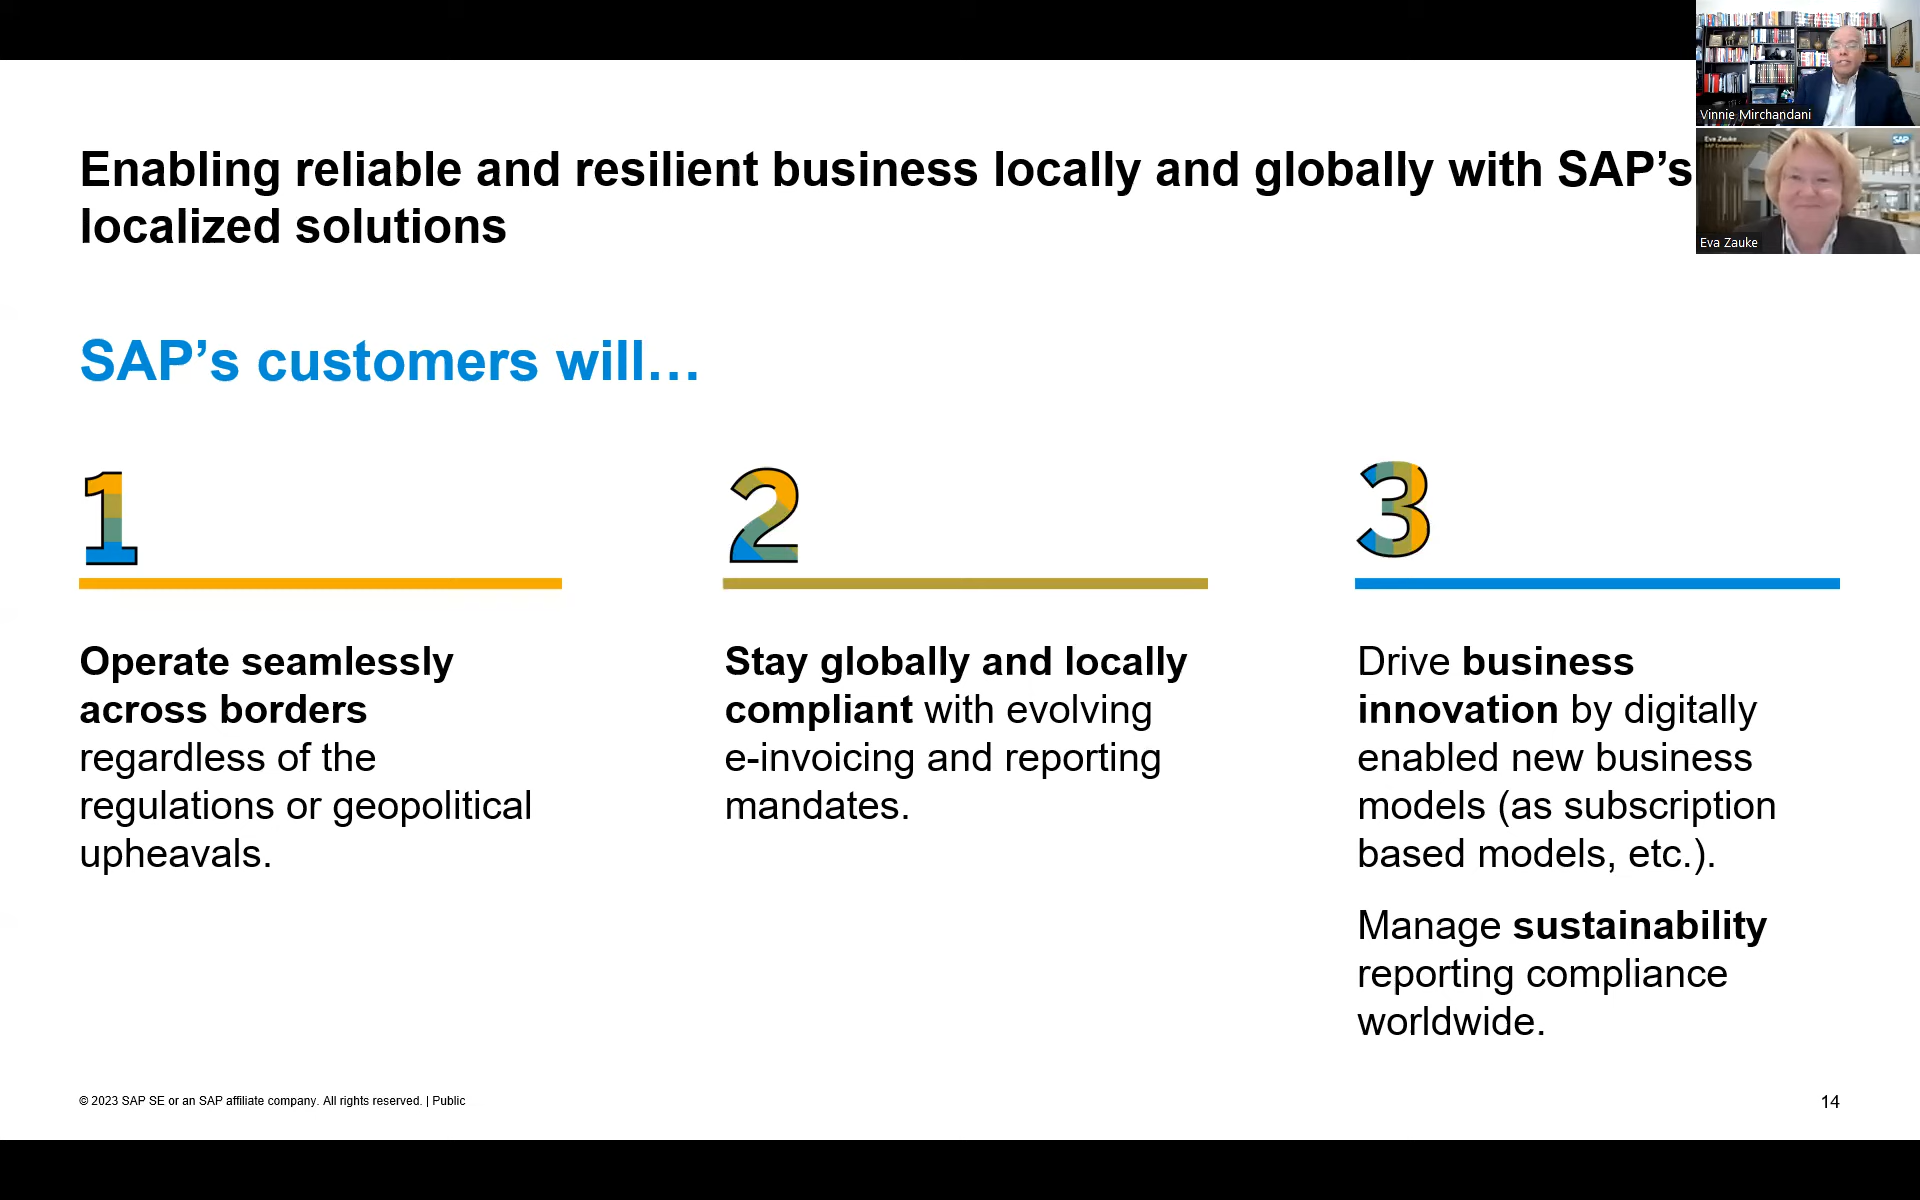 Vinnie Mirchandani
Eva Zauke
SAP
Eva Zauke
Enabling reliable and resilient business locally and globally with SAP’s
localized solutions
SAP’s customers will…
1
2
3
Operate seamlessly
across borders
regardless of the
regulations or geopolitical
upheavals.
Stay globally and locally
compliant with evolving
e-invoicing and reporting
mandates.
Drive business
innovation by digitally
enabled new business
models (as subscription
based models, etc.).
Manage sustainability
reporting compliance
worldwide.
© 2023 SAP SE or an SAP affiliate company. All rights reserved. | Public
14